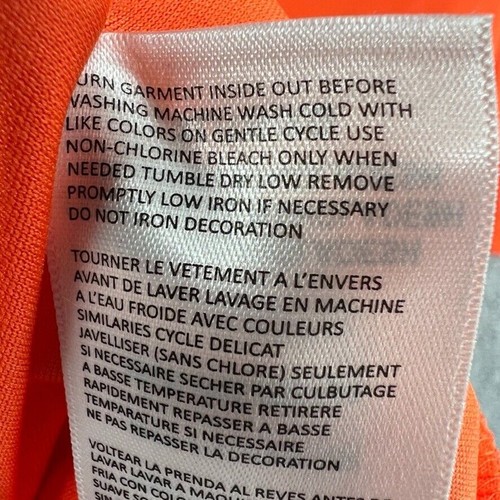 URN GARMENT INSIDE OUT BEFORE
WASHING MACHINE WASH COLD WITH
LIKE COLORS ON GENTLE CYCLE USE
NON-CHLORINE BLEACH ONLY WHEN
NEEDED TUMBLE DRY LOW REMOVE
PROMPTLY LOW IRON IF NECESSARY
DO NOT IRON DECORATION
TOURNER LE VETEMENT A L'ENVERS
AVANT DE LAVER LAVAGE EN MACHINE
A L'EAU FROIDE AVEC COULEURS
SIMILARIES CYCLE DELICAT
JAVELLISER (SANS CHLORE) SEULEMENT
SI NECESSAIRE SECHER PAR CULBUTAGE
A BASSE TEMPERATURE RETIRERE
RAPIDEMENT REPASSER A BASSE
TEMPARATURE SI NECESSAIRE
NE PAS REPASSER LA DECORATION
VOLTEAR LA PRENDA AL REVES ANTES DE
LAVAR LAVAR A
FRIA CON
SUAVE